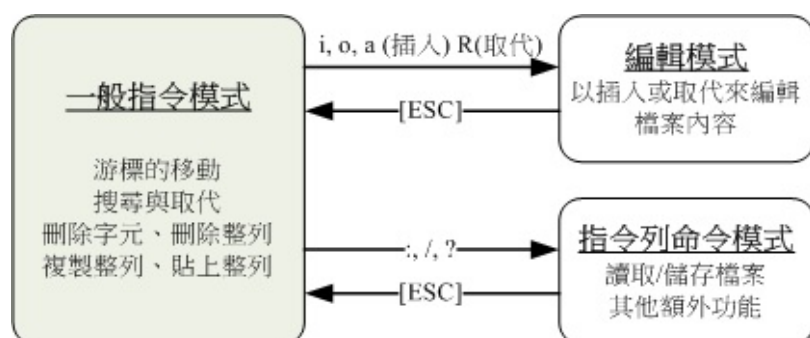 一般指令模式
游標的移動
搜尋與取代
刪除字元、刪除整列
複製整列、貼上整列
i, o, a (插入) R(取代)
[ESC]
編輯模式
以插入或取代來編輯
檔案內容
:, /, ?
[ESC]
指令列命令模式
讀取/儲存檔案
其他額外功能